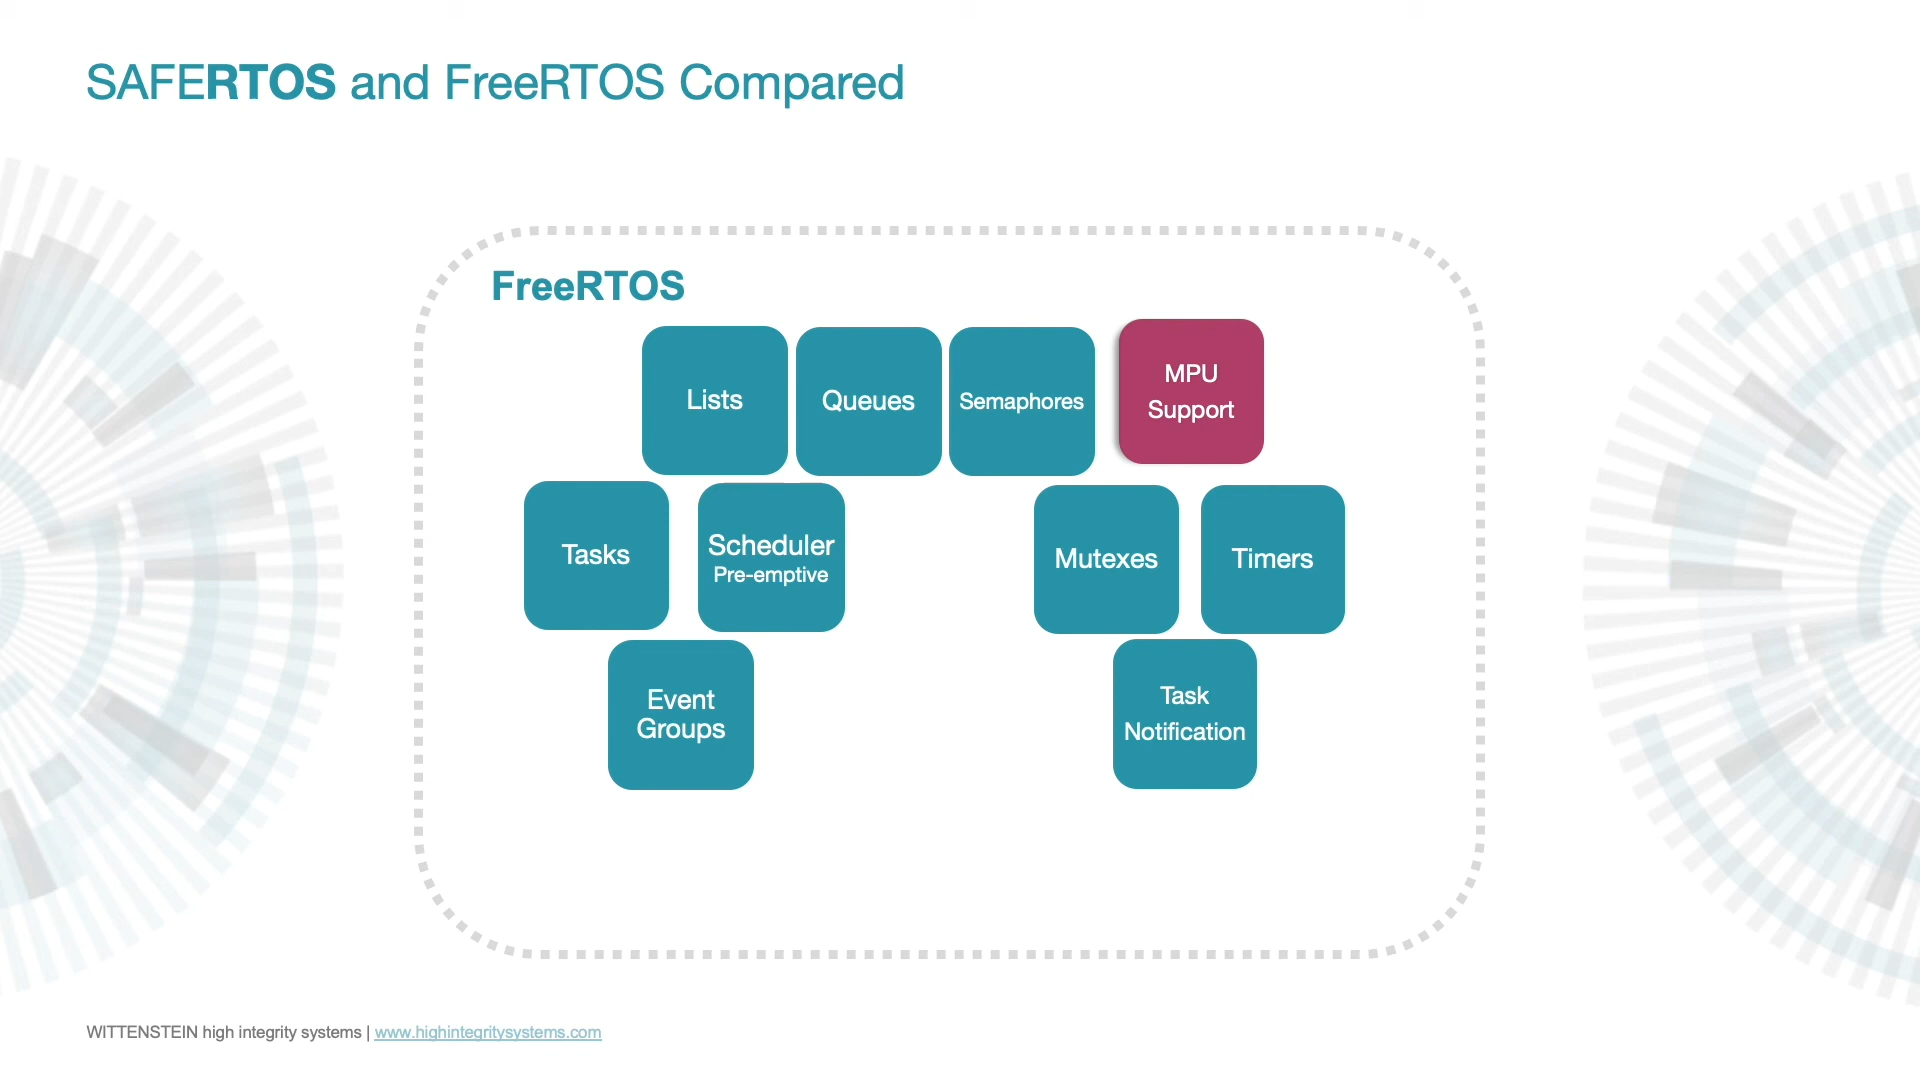 SAFERTOS and FreeRTOS Compared
FreeRTOS
Lists
Queues
Semaphores
MPU
Support
Tasks
Scheduler
Pre-emptive
Mutexes
Timers
Event
Groups
Task
Notification
WITTENSTEIN high integrity systems | www.highintegritysystems.com